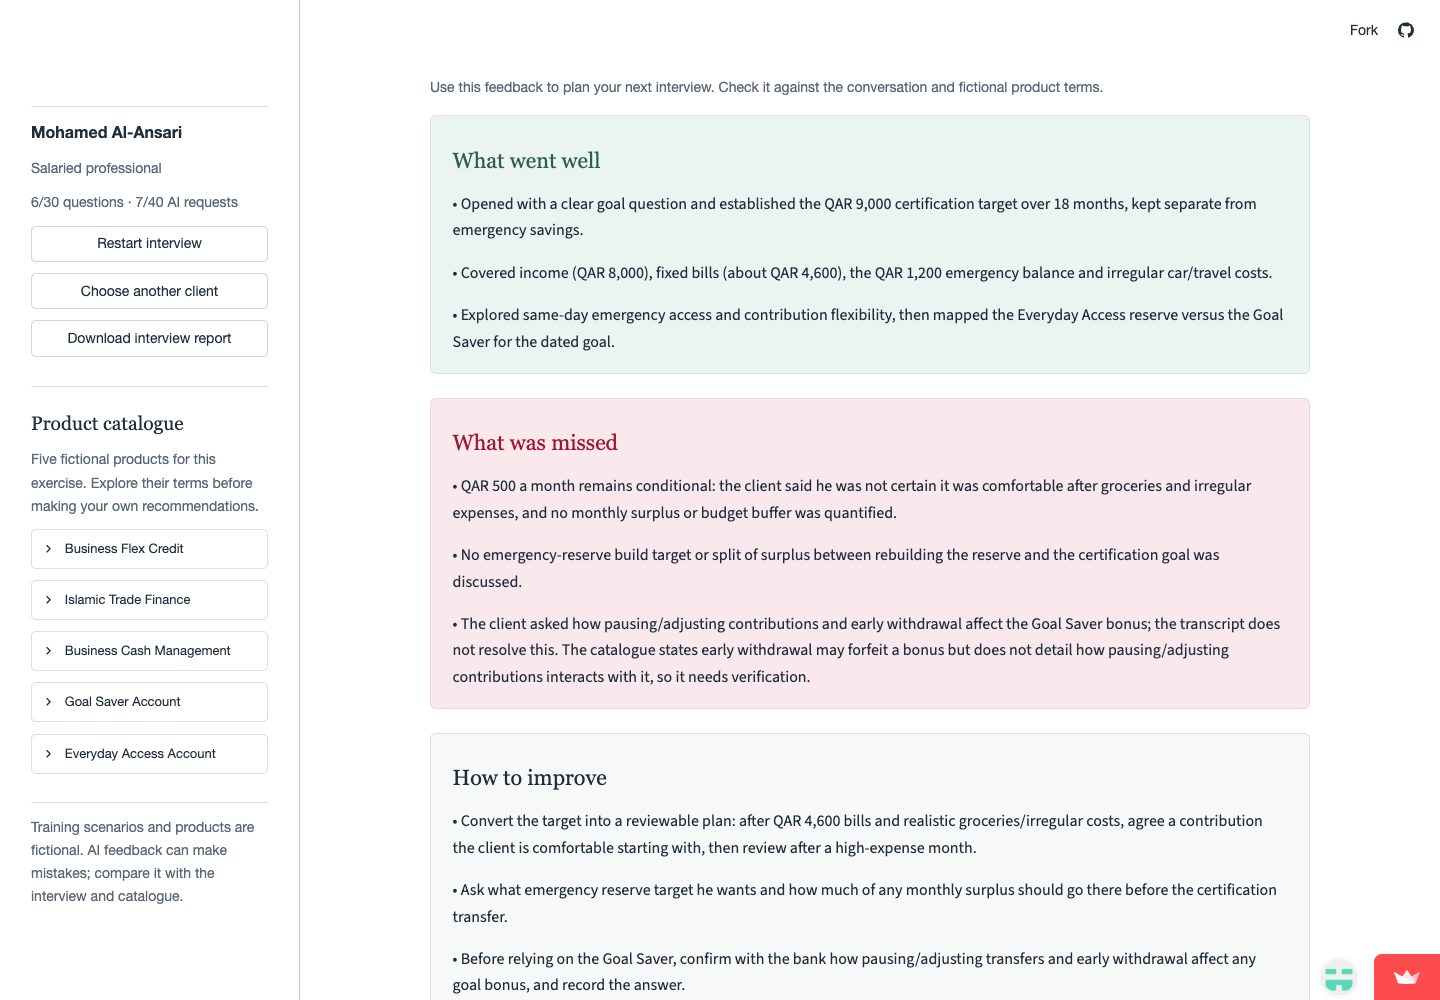 Fork
Mohamed Al-Ansari
Salaried professional
6/30 questions · 7/40 AI requests
Restart interview
Choose another client
Download interview report
Product catalogue
Five fictional products for this
exercise. Explore their terms before
making your own recommendations.
Business Flex Credit
Islamic Trade Finance
Business Cash Management
Goal Saver Account
Everyday Access Account
Training scenarios and products are
fictional. AI feedback can make
mistakes; compare it with the
interview and catalogue.
Use this feedback to plan your next interview. Check it against the conversation and fictional product terms.
What went well
• Opened with a clear goal question and established the QAR 9,000 certification target over 18 months, kept separate from
emergency savings.
• Covered income (QAR 8,000), fixed bills (about QAR 4,600), the QAR 1,200 emergency balance and irregular car/travel costs.
• Explored same-day emergency access and contribution flexibility, then mapped the Everyday Access reserve versus the Goal
Saver for the dated goal.
What was missed
• QAR 500 a month remains conditional: the client said he was not certain it was comfortable after groceries and irregular
expenses, and no monthly surplus or budget buffer was quantified.
• No emergency-reserve build target or split of surplus between rebuilding the reserve and the certification goal was
discussed.
• The client asked how pausing/adjusting contributions and early withdrawal affect the Goal Saver bonus; the transcript does
not resolve this. The catalogue states early withdrawal may forfeit a bonus but does not detail how pausing/adjusting
contributions interacts with it, so it needs verification.
How to improve
• Convert the target into a reviewable plan: after QAR 4,600 bills and realistic groceries/irregular costs, agree a contribution
the client is comfortable starting with, then review after a high-expense month.
• Ask what emergency reserve target he wants and how much of any monthly surplus should go there before the certification
transfer.
• Before relying on the Goal Saver, confirm with the bank how pausing/adjusting transfers and early withdrawal affect any
goal bonus, and record the answer.